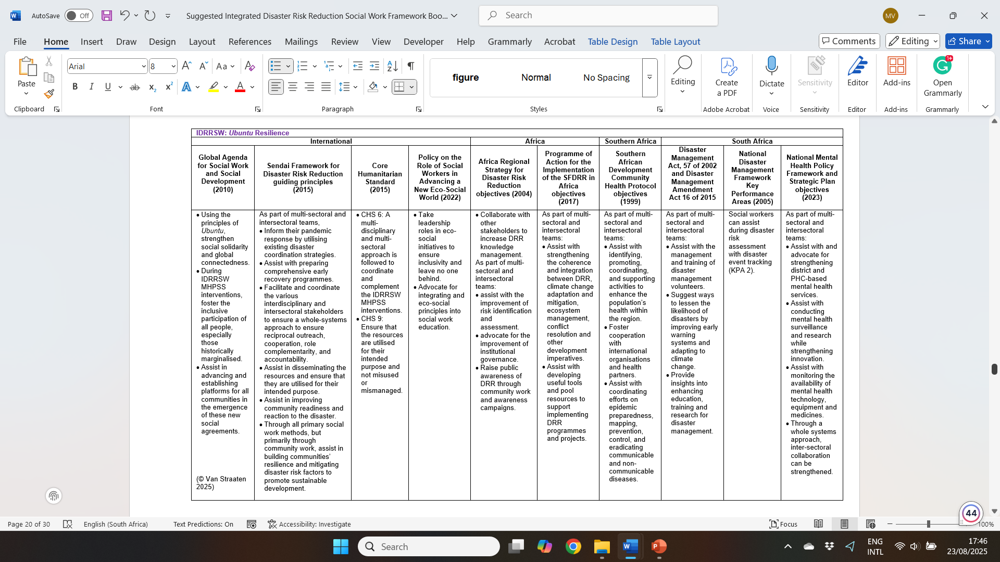 AutoSave Off Suggested Integrated Disaster Risk Reduction Social Work Framework Boo... Search MV
File Home Insert Draw Design Layout References Mailings Review View Developer Help Grammarly Acrobat Table Design Table Layout Comments Editing Share
Paste
Clipboard
Arial 8
Font
Paragraph
figure Normal No Spacing
Styles
Editing
Create a PDF
Adobe Acrobat
Dictate
Voice
Sensitivity
Sensitivity
Editor
Editor
Add-ins
Add-ins
1+
Open Grammarly
Grammarly
IDRRSW: Ubuntu Resilience
International Africa Southern Africa South Africa
Global Agenda
for Social Work
and Social
Development
(2010)
Sendai Framework for
Disaster Risk Reduction
guiding principles
(2015)
Core
Humanitarian
Standard
(2015)
Policy on the
Role of Social
Workers in
Advancing a
New Eco-Social
World (2022)
Africa Regional
Strategy for
Disaster Risk
Reduction
objectives (2004)
Programme of
Action for the
Implementation
of the SFDRR in
Africa
objectives
(2017)
Southern
African
Development
Community
Health Protocol
objectives
(1999)
Disaster
Management
Act, 57 of 2002
and Disaster
Management
Amendment
Act 16 of 2015
National
Disaster
Management
Framework
Key
Performance
Areas (2005)
National Mental
Health Policy
Framework and
Strategic Plan
objectives
(2023)
• Using the
principles of
Ubuntu,
strengthen
social solidarity
and global
connectedness.
• During
IDRRSW
MHPSS
interventions,
foster the
inclusive
participation of
all people,
especially
those
historically
marginalised.
• Assist in
advancing and
establishing
platforms for all
communities in
the emergence
of these new
social
agreements.
(© Van Straaten
2025)
As part of multi-sectoral and
intersectoral teams,
• Inform their pandemic
response by utilising
existing disaster
coordination strategies.
• Assist with preparing
comprehensive early
recovery programmes.
• Facilitate and coordinate
the various
interdisciplinary and
intersectoral stakeholders
to ensure a whole-systems
approach to ensure
reciprocal outreach,
cooperation, role
complementarity, and
accountability.
• Assist in disseminating the
resources and ensure that
they are utilised for their
intended purpose.
• Assist in improving
community readiness and
reaction to the disaster.
• Through all primary social
work methods, but
primarily through
community work, assist in
building communities’
resilience and mitigating
disaster risk factors to
promote sustainable
development.
• CHS 6: A
multi-
disciplinary
and multi-
sectoral
approach is
followed to
coordinate
and
complement
the IDRRSW
MHPSS
interventions.
• CHS 9:
Ensure that
the resources
are utilised
for their
intended
purpose and
not misused
or
mismanaged.
• Take
leadership
roles in eco-
social
initiatives to
ensure
inclusivity and
leave no one
behind.
• Advocate for
integrating and
eco-social
principles into
social work
education.
• Collaborate with
other
stakeholders to
increase DRR
knowledge
management.
As part of multi-
sectoral and
intersectoral
teams:
• assist with the
improvement of
risk identification
and
assessment.
• advocate for the
improvement of
institutional
governance.
• Raise public
awareness of
DRR through
community work
and awareness
campaigns.
As part of multi-
sectoral and
intersectoral
teams:
• Assist with
strengthening
the coherence
and integration
between DRR,
climate change
adaptation and
mitigation,
ecosystem
management,
conflict
resolution and
other
development
imperatives.
• Assist with
developing
useful tools
and pool
resources to
support
implementing
DRR
programmes
and projects.
As part of multi-
sectoral and
intersectoral
teams:
• Assist with
identifying,
promoting,
coordinating,
and supporting
activities to
enhance the
population’s
health within
the region.
• Foster
cooperation
with
international
organisations
and health
partners.
• Assist with
coordinating
efforts on
epidemic
preparedness,
mapping,
prevention,
control, and
eradicating
communicable
and non-
communicable
diseases.
As part of multi-
sectoral and
intersectoral
teams:
• Assist with the
management
and training of
disaster
management
volunteers.
• Suggest ways
to lessen the
likelihood of
disasters by
improving early
warning
systems and
adapting to
climate
change.
• Provide
insights into
enhancing
education,
training and
research for
disaster
management.
Social workers
can assist
during disaster
risk
assessment
with disaster
event tracking
(KPA 2).
As part of multi-
sectoral and
intersectoral
teams:
• Assist with and
advocate for
strengthening
district and
PHC-based
mental health
services.
• Assist with
conducting
mental health
surveillance
and research
while
strengthening
innovation.
• Assist with
monitoring the
availability of
mental health
technology,
equipment and
medicines.
• Through a
whole systems
approach,
inter-sectoral
collaboration
can be
strengthened.
44
Page 20 of 30 English (South Africa) Text Predictions: On Accessibility: Investigate Focus 100%
Search ENG INTL 17:46 23/08/2025